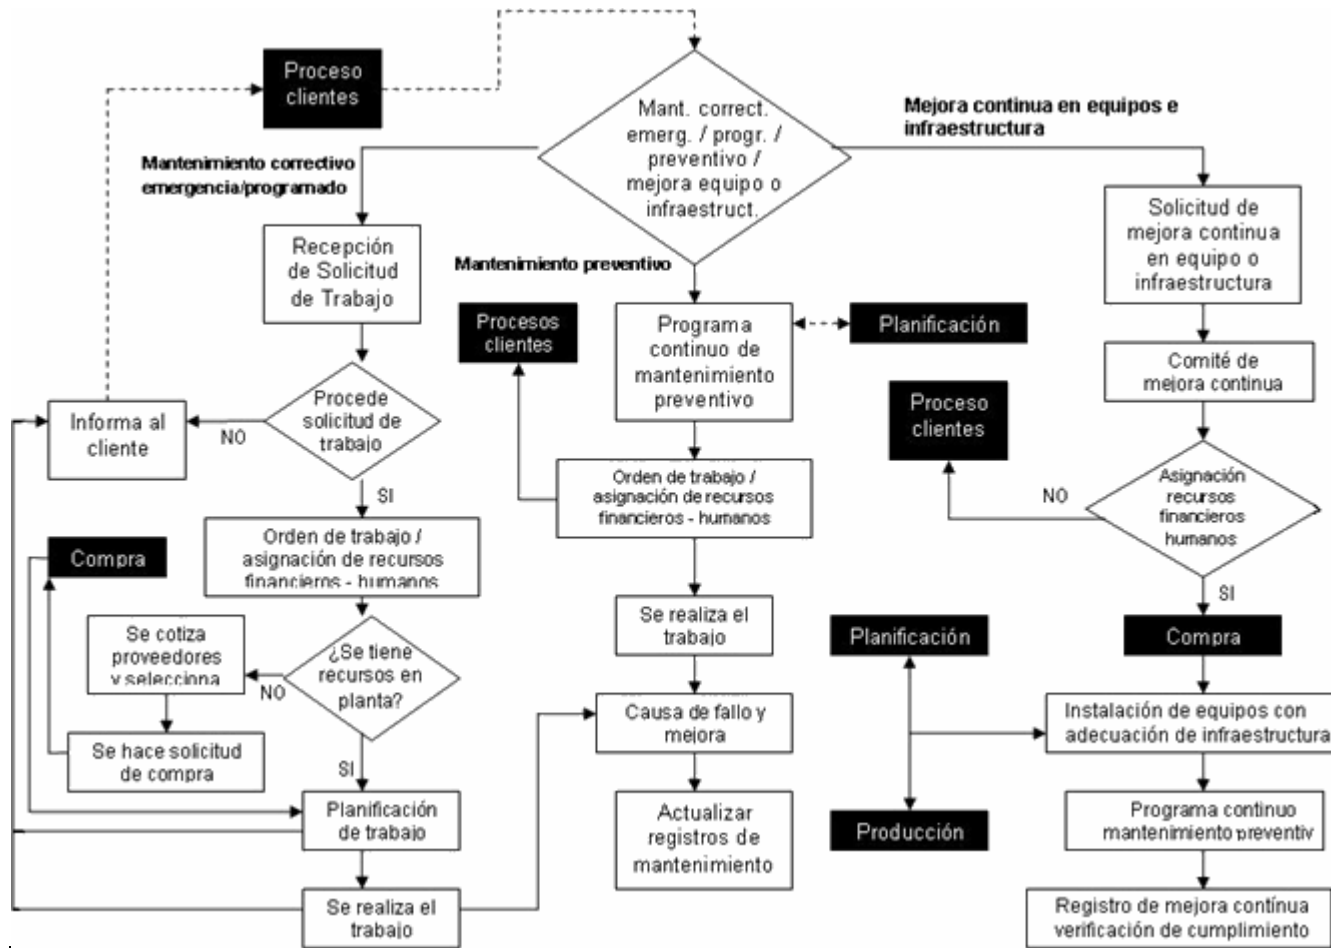 Proceso
clientes
Mant. correct.
emerg. / progr. /
preventivo /
mejora equipo o
infraestruct.
Mejora continua en equipos e
infraestructura
Mantenimiento correctivo
emergencia/programado
Recepción
de Solicitud
de Trabajo
Mantenimiento preventivo
Solicitud de
mejora continua
en equipo o
infraestructura
Procesos
clientes
Programa
continuo de
mantenimiento
preventivo
Planificación
Comité de
mejora continua
Informa al
cliente
NO
Procede
solicitud de
trabajo
SI
Proceso
clientes
Orden de trabajo /
asignación de recursos
financieros - humanos
NO
Asignación
recursos
financieros
humanos
SI
Compra
Orden de trabajo /
asignación de recursos
financieros - humanos
Se cotiza
proveedores
y selecciona
NO
¿Se tiene
recursos en
planta?
SI
Se realiza el
trabajo
Planificación
Compra
Se hace solicitud
de compra
Causa de fallo y
mejora
Instalación de equipos con
adecuación de infraestructura
Planificación
de trabajo
Actualizar
registros de
mantenimiento
Producción
Programa continuo
mantenimiento preventiv
Se realiza el
trabajo
Registro de mejora contínua
verificación de cumplimiento